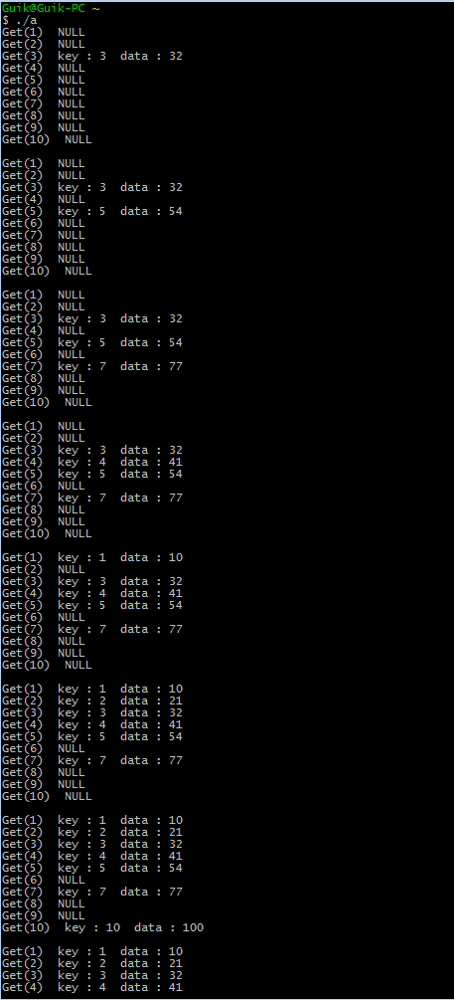 Guik@Guik-PC ~
$ ./a
Get(1)  NULL
Get(2)  NULL
Get(3)  key : 3  data : 32
Get(4)  NULL
Get(5)  NULL
Get(6)  NULL
Get(7)  NULL
Get(8)  NULL
Get(9)  NULL
Get(10)  NULL

Get(1)  NULL
Get(2)  NULL
Get(3)  key : 3  data : 32
Get(4)  NULL
Get(5)  key : 5  data : 54
Get(6)  NULL
Get(7)  NULL
Get(8)  NULL
Get(9)  NULL
Get(10)  NULL

Get(1)  NULL
Get(2)  NULL
Get(3)  key : 3  data : 32
Get(4)  NULL
Get(5)  key : 5  data : 54
Get(6)  NULL
Get(7)  key : 7  data : 77
Get(8)  NULL
Get(9)  NULL
Get(10)  NULL

Get(1)  NULL
Get(2)  NULL
Get(3)  key : 3  data : 32
Get(4)  key : 4  data : 41
Get(5)  key : 5  data : 54
Get(6)  NULL
Get(7)  key : 7  data : 77
Get(8)  NULL
Get(9)  NULL
Get(10)  NULL

Get(1)  key : 1  data : 10
Get(2)  NULL
Get(3)  key : 3  data : 32
Get(4)  key : 4  data : 41
Get(5)  key : 5  data : 54
Get(6)  NULL
Get(7)  key : 7  data : 77
Get(8)  NULL
Get(9)  NULL
Get(10)  NULL

Get(1)  key : 1  data : 10
Get(2)  key : 2  data : 21
Get(3)  key : 3  data : 32
Get(4)  key : 4  data : 41
Get(5)  key : 5  data : 54
Get(6)  NULL
Get(7)  key : 7  data : 77
Get(8)  NULL
Get(9)  NULL
Get(10)  NULL

Get(1)  key : 1  data : 10
Get(2)  key : 2  data : 21
Get(3)  key : 3  data : 32
Get(4)  key : 4  data : 41
Get(5)  key : 5  data : 54
Get(6)  NULL
Get(7)  key : 7  data : 77
Get(8)  NULL
Get(9)  NULL
Get(10)  key : 10  data : 100

Get(1)  key : 1  data : 10
Get(2)  key : 2  data : 21
Get(3)  key : 3  data : 32
Get(4)  key : 4  data : 41